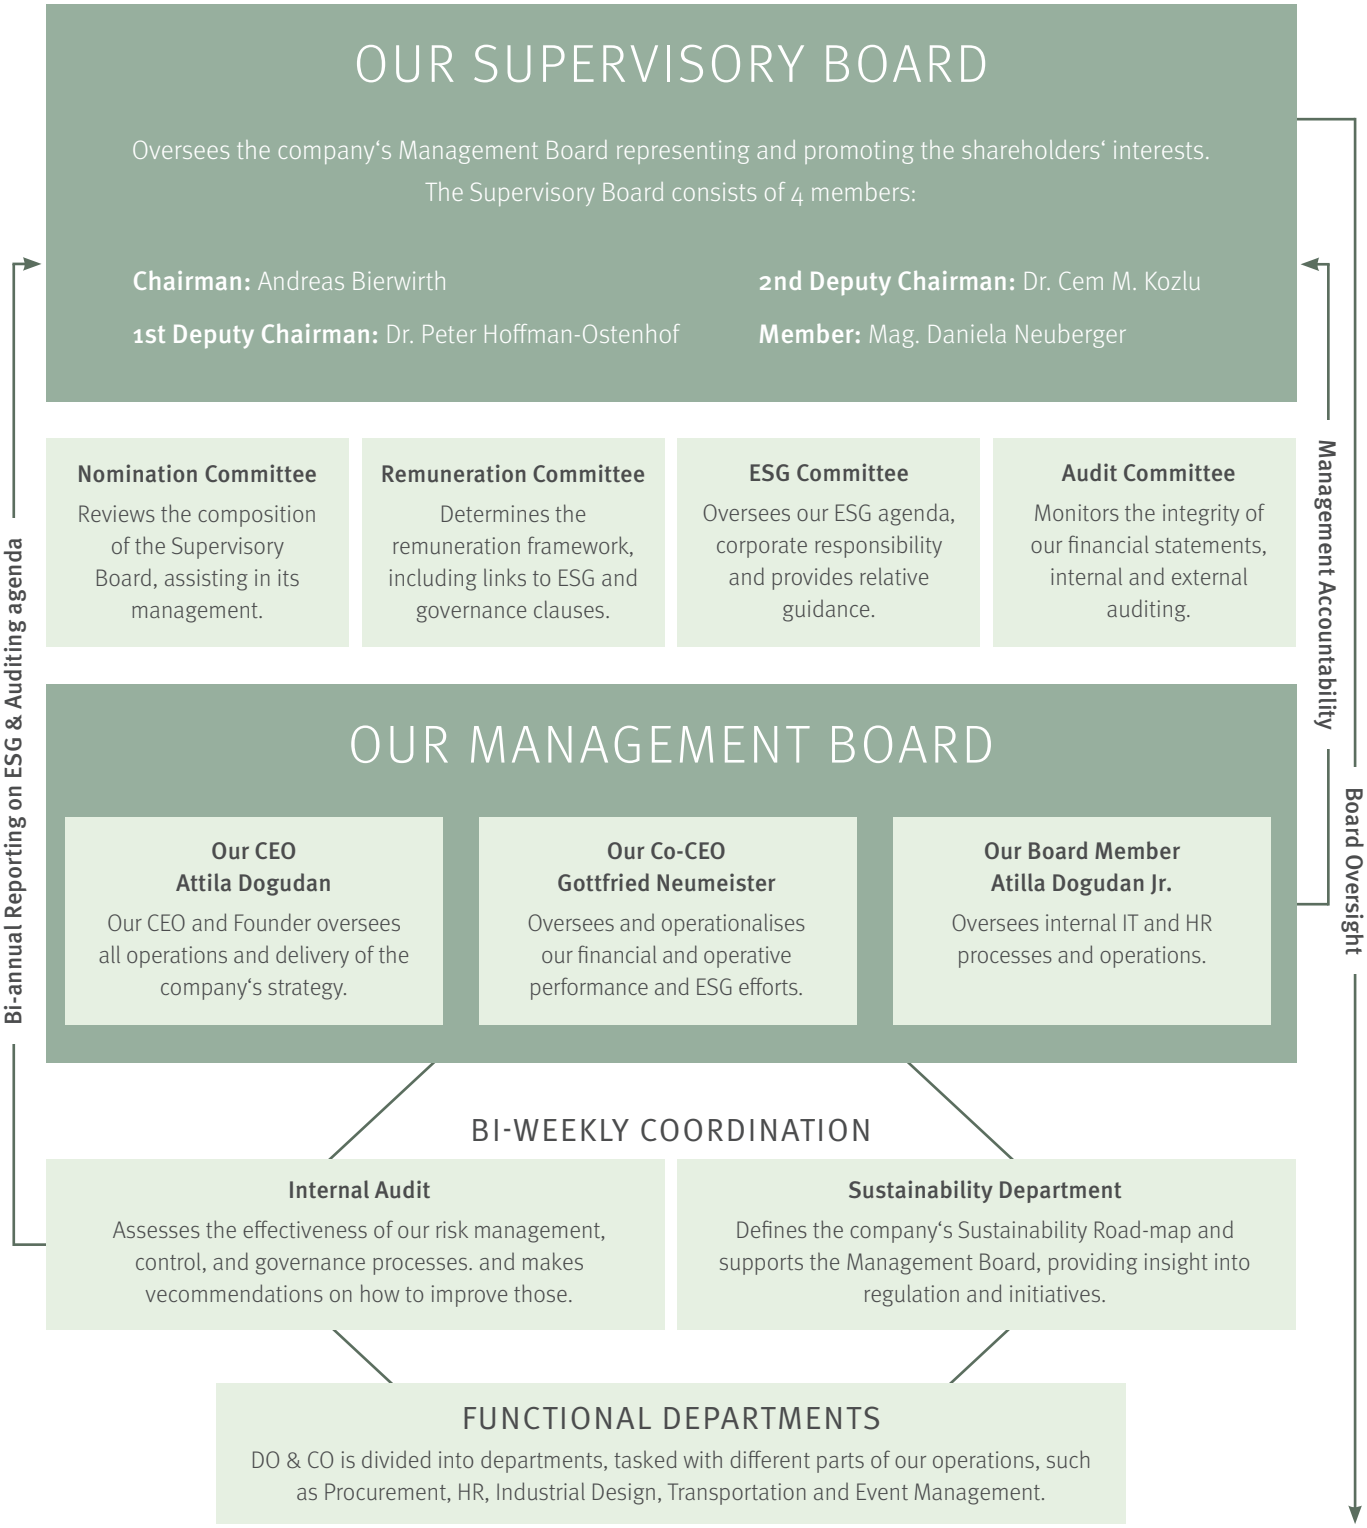 OUR SUPERVISORY BOARD
Oversees the company‘s Management Board representing and promoting the shareholders‘ interests.
The Supervisory Board consists of 4 members:
Chairman: Andreas Bierwirth
1st Deputy Chairman: Dr. Peter Hoffman-Ostenhof
2nd Deputy Chairman: Dr. Cem M. Kozlu
Member: Mag. Daniela Neuberger
Nomination Committee
Reviews the composition
of the Supervisory
Board, assisting in its
management.
Remuneration Committee
Determines the
remuneration framework,
including links to ESG and
governance clauses.
ESG Committee
Oversees our ESG agenda,
corporate responsibility
and provides relative
guidance.
Audit Committee
Monitors the integrity of
our financial statements,
internal and external
auditing.
OUR MANAGEMENT BOARD
Our CEO
Attila Dogudan
Our CEO and Founder oversees
all operations and delivery of the
company‘s strategy.
Our Co-CEO
Gottfried Neumeister
Oversees and operationalises
our financial and operative
performance and ESG efforts.
Our Board Member
Atilla Dogudan Jr.
Oversees internal IT and HR
processes and operations.
BI-WEEKLY COORDINATION
Internal Audit
Assesses the effectiveness of our risk management,
control, and governance processes. and makes
vecommendations on how to improve those.
Sustainability Department
Defines the company‘s Sustainability Road-map and
supports the Management Board, providing insight into
regulation and initiatives.
FUNCTIONAL DEPARTMENTS
DO & CO is divided into departments, tasked with different parts of our operations, such
as Procurement, HR, Industrial Design, Transportation and Event Management.
Bi-annual Reporting on ESG & Auditing agenda
Management Accountability
Board Oversight